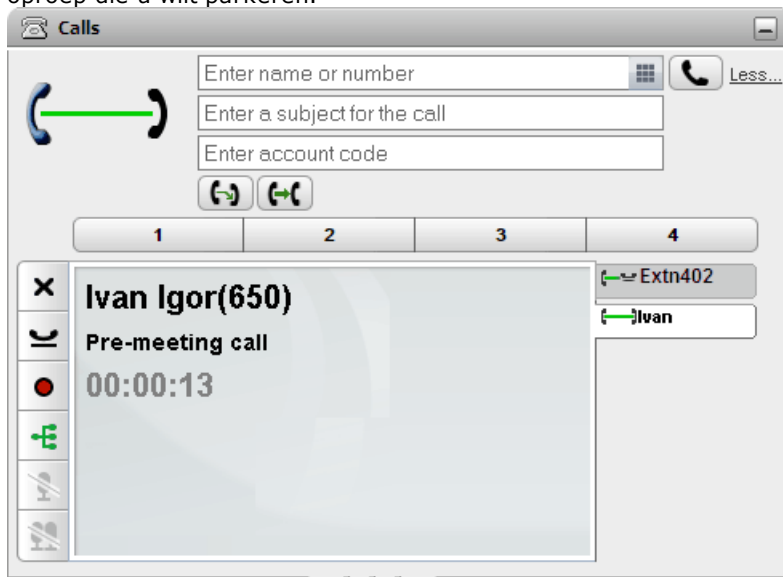 oproep die u wilt parkeren.
Calls
Enter name or number
Less...
Enter a subject for the call
Enter account code
1 2 3 4
Ivan Igor(650)
Pre-meeting call
00:00:13
Extn402
Ivan